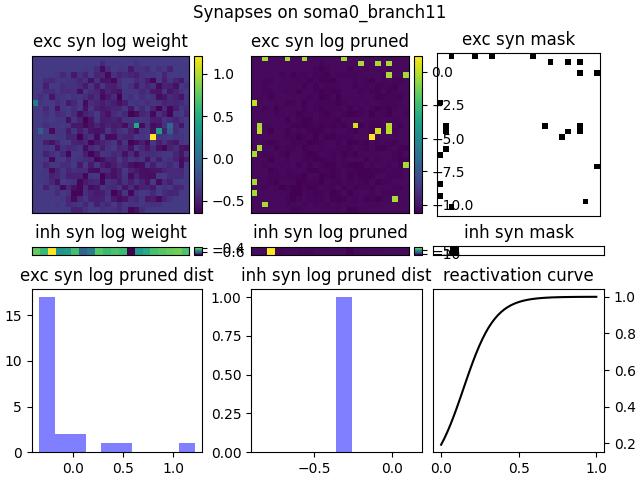 Synapses on soma0_branch11
exc syn log weight
exc syn log pruned
exc syn mask
1.0
0.5
0.0
−0.5
0.0
−2.5
−5.0
−7.5
−10.0
inh syn log weight
inh syn log pruned
inh syn mask
−10
exc syn log pruned dist
inh syn log pruned dist
reactivation curve
15
10
5
0
0.0 0.5 1.0
1.00
0.75
0.50
0.25
0.00
−0.5 0.0
1.0
0.8
0.6
0.4
0.2
0.0 0.5 1.0